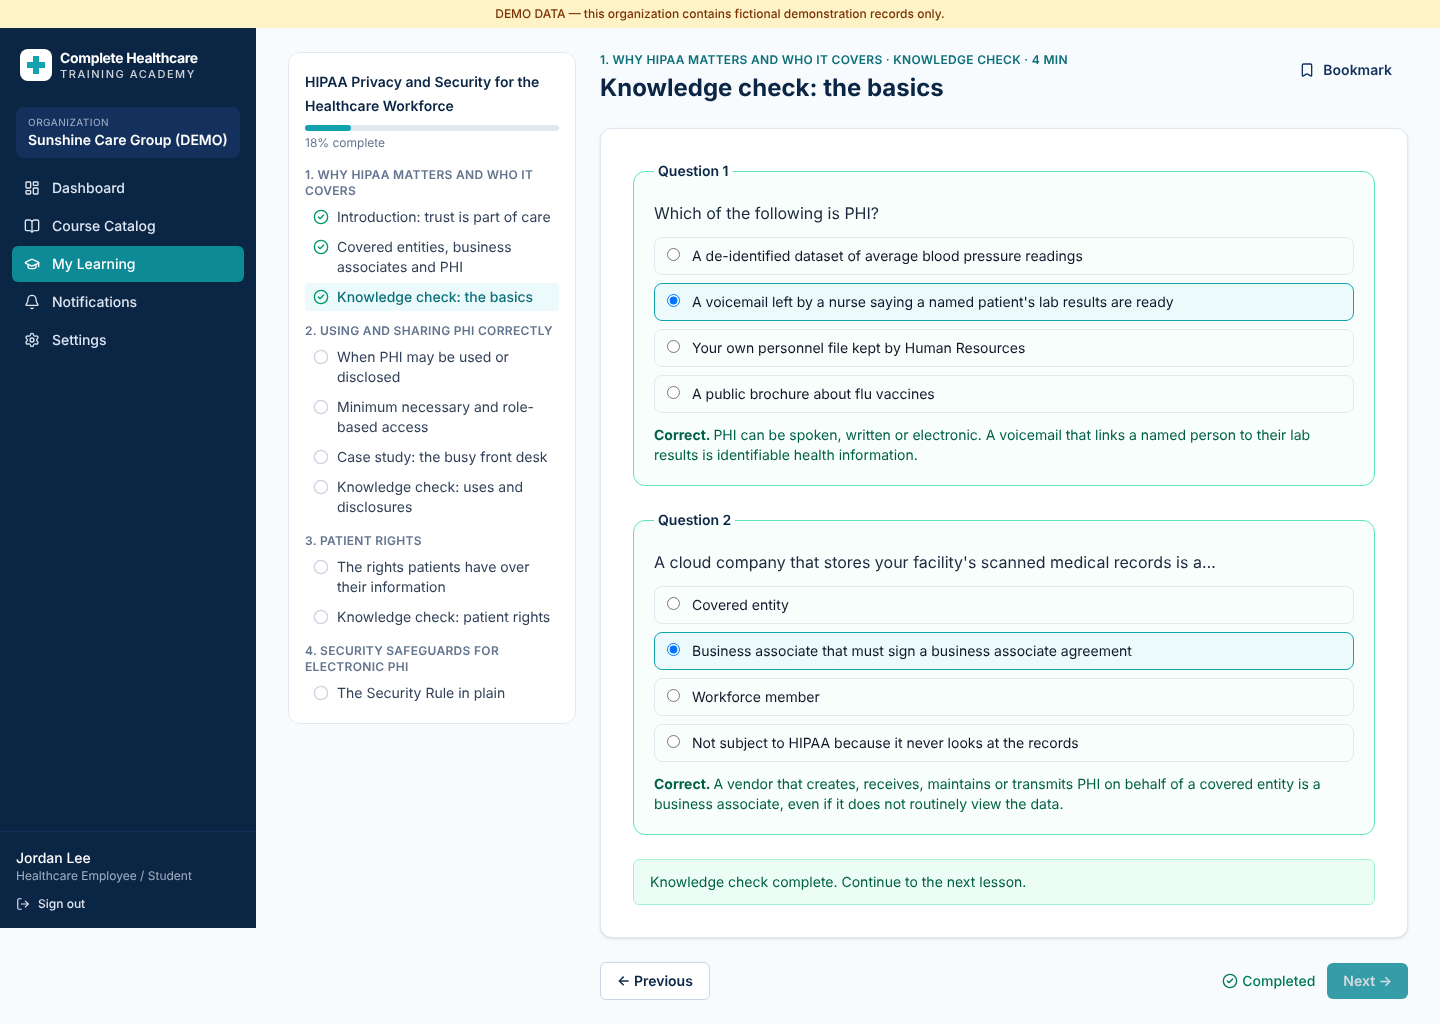 DEMO DATA — this organization contains fictional demonstration records only.
Complete Healthcare
TRAINING ACADEMY
ORGANIZATION
Sunshine Care Group (DEMO)
Dashboard
Course Catalog
My Learning
Notifications
Settings
Jordan Lee
Healthcare Employee / Student
Sign out
HIPAA Privacy and Security for the
Healthcare Workforce
18% complete
1. WHY HIPAA MATTERS AND WHO IT
COVERS
Introduction: trust is part of care
Covered entities, business
associates and PHI
Knowledge check: the basics
2. USING AND SHARING PHI CORRECTLY
When PHI may be used or
disclosed
Minimum necessary and role-
based access
Case study: the busy front desk
Knowledge check: uses and
disclosures
3. PATIENT RIGHTS
The rights patients have over
their information
Knowledge check: patient rights
4. SECURITY SAFEGUARDS FOR
ELECTRONIC PHI
The Security Rule in plain
1. WHY HIPAA MATTERS AND WHO IT COVERS · KNOWLEDGE CHECK · 4 MIN
Knowledge check: the basics
Bookmark
Question 1
Which of the following is PHI?
A de-identified dataset of average blood pressure readings
A voicemail left by a nurse saying a named patient's lab results are ready
Your own personnel file kept by Human Resources
A public brochure about flu vaccines
Correct. PHI can be spoken, written or electronic. A voicemail that links a named person to their lab
results is identifiable health information.
Question 2
A cloud company that stores your facility's scanned medical records is a...
Covered entity
Business associate that must sign a business associate agreement
Workforce member
Not subject to HIPAA because it never looks at the records
Correct. A vendor that creates, receives, maintains or transmits PHI on behalf of a covered entity is a
business associate, even if it does not routinely view the data.
Knowledge check complete. Continue to the next lesson.
← Previous
Completed
Next →